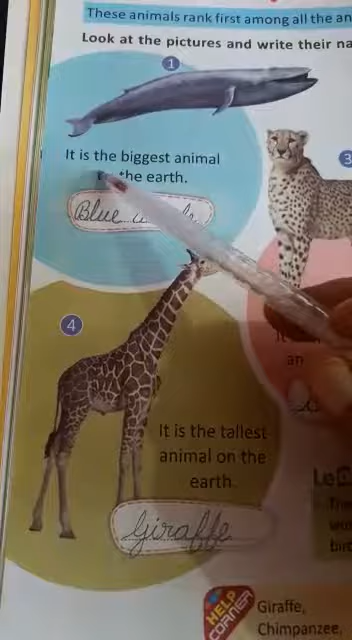 These animals rank first among all the an
Look at the pictures and write their na
1
It is the biggest animal
the earth.
Blue
3
4
It is the tallest
animal on the
earth.
Giraffe
an
HELP
CORNER
Giraffe,
Chimpanzee,